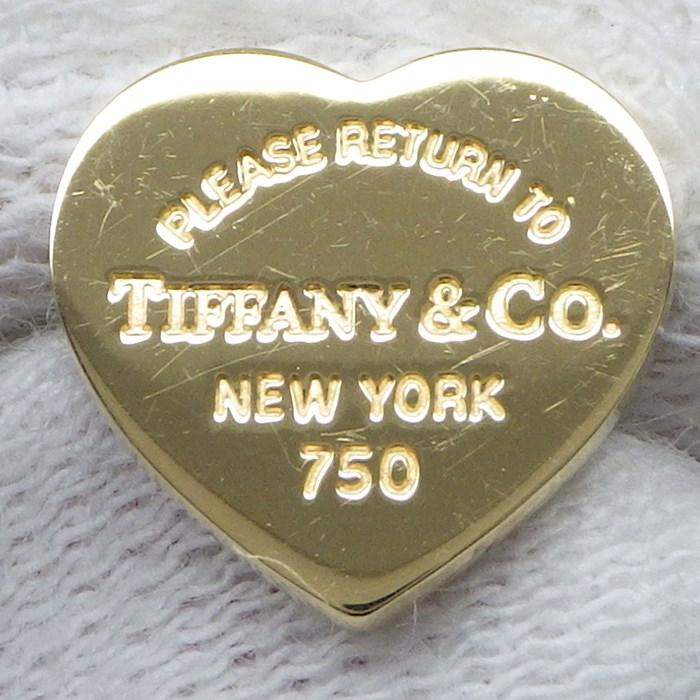 PLEASE RETURN TO
TIFFANY & CO.
NEW YORK
750